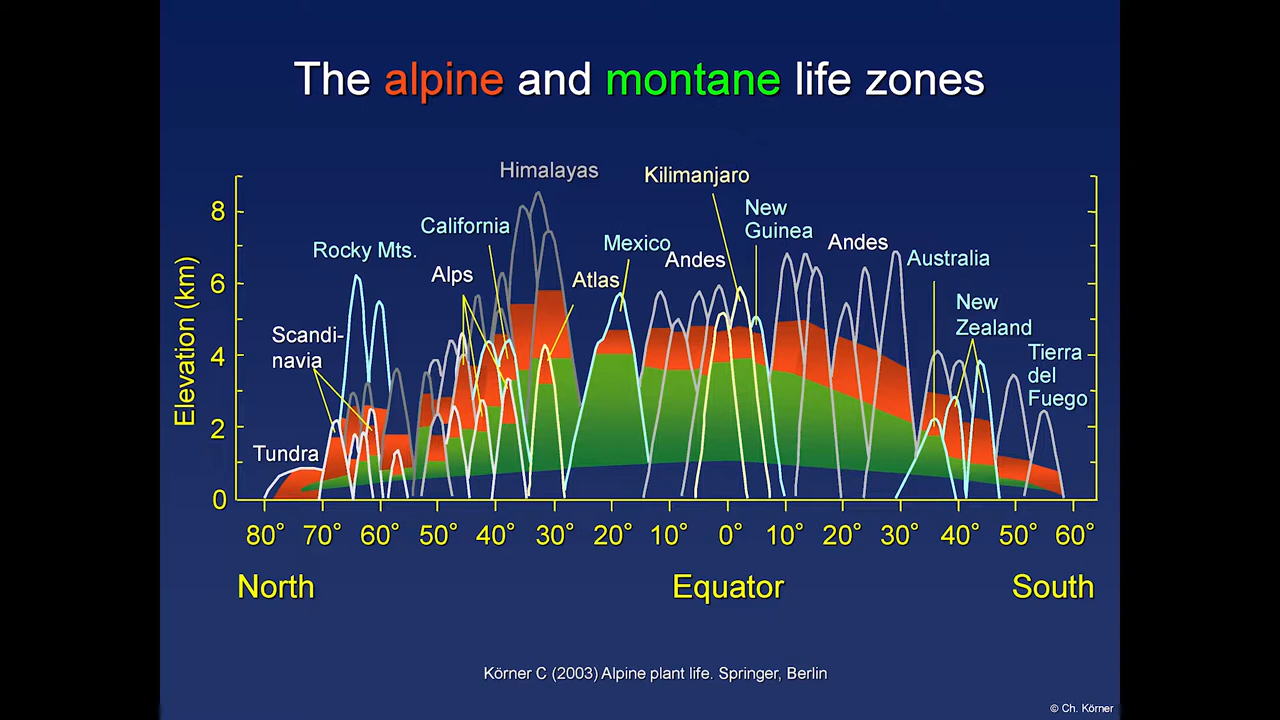 The alpine and montane life zones
Himalayas
Kilimanjaro
New
Guinea
California
Rocky Mts.
Mexico
Andes
Andes
Australia
Alps
Atlas
New
Zealand
Scandi-
navia
Tierra
del
Fuego
Tundra
Elevation (km)
8
6
4
2
0
80° 70° 60° 50° 40° 30° 20° 10° 0° 10° 20° 30° 40° 50° 60°
North Equator South
Körner C (2003) Alpine plant life. Springer, Berlin
© Ch. Körner